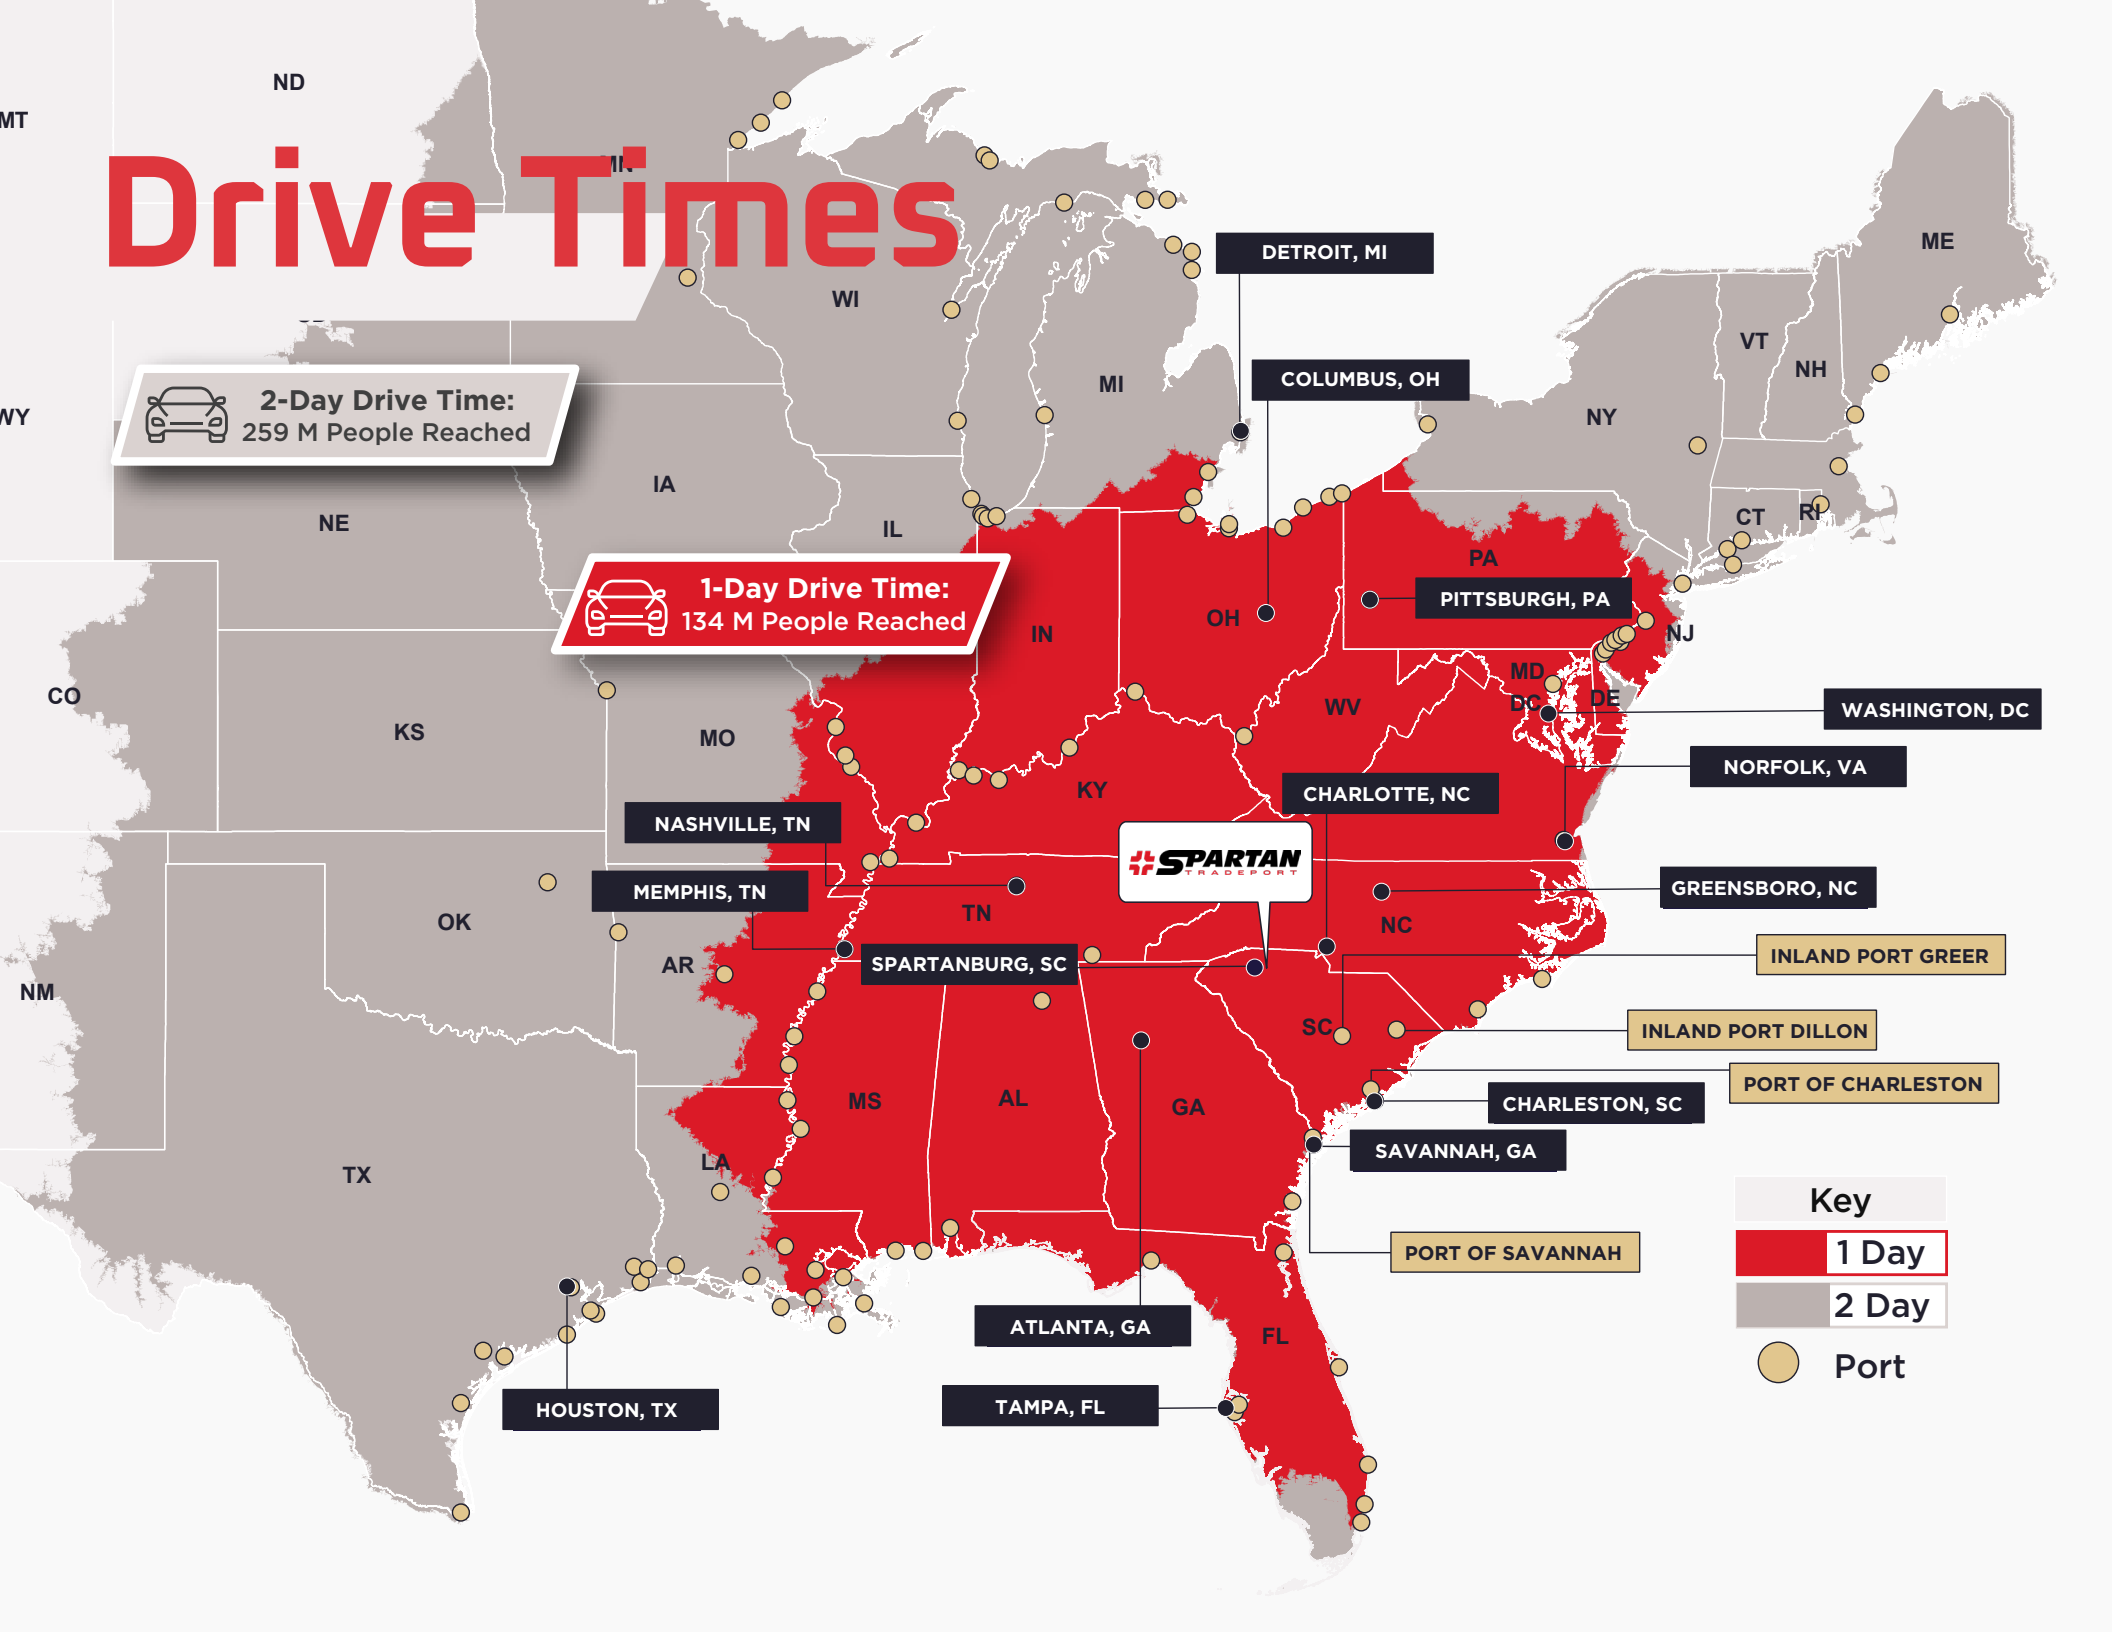 ND
MT
MN
Drive Times
DETROIT, MI
ME
WI
SD
VT
COLUMBUS, OH
NH
MI
2-Day Drive Time:
259 M People Reached
WY
NY
IA
NE
IL
CT
RI
PA
1-Day Drive Time:
134 M People Reached
PITTSBURGH, PA
OH
IN
NJ
MD
CO
DC
DE
WV
WASHINGTON, DC
KS
MO
NORFOLK, VA
KY
CHARLOTTE, NC
NASHVILLE, TN
SPARTAN
TRADEPORT
MEMPHIS, TN
GREENSBORO, NC
TN
OK
NC
INLAND PORT GREER
AR
SPARTANBURG, SC
NM
SC
INLAND PORT DILLON
PORT OF CHARLESTON
MS
AL
GA
CHARLESTON, SC
SAVANNAH, GA
LA
TX
Key
PORT OF SAVANNAH
1 Day
2 Day
ATLANTA, GA
FL
Port
TAMPA, FL
HOUSTON, TX